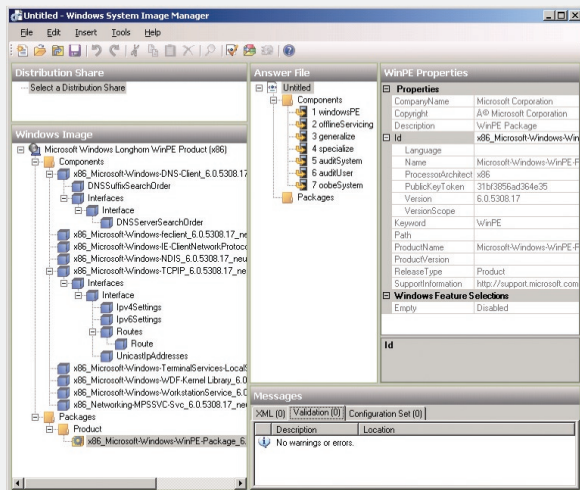 Untitled - Windows System Image Manager
File Edit Insert Tools Help
Distribution Share
Select a Distribution Share
Windows Image
Microsoft Windows Longhorn WinPE Product (x86)
Components
x86_Microsoft-Windows-DNS-Client_6.0.5308.17
DNSSuffixSearchOrder
Interfaces
Interface
DNSServerSearchOrder
x86_Microsoft-Windows-feclient_6.0.5308.17_neu
x86_Microsoft-Windows-IE-ClientNetworkProtoco
x86_Microsoft-Windows-NDIS_6.0.5308.17_neu
x86_Microsoft-Windows-TCPIP_6.0.5308.17_neu
Interfaces
Interface
Ipv4Settings
Ipv6Settings
Routes
Route
UnicastIpAddresses
x86_Microsoft-Windows-TerminalServices-LocalS
x86_Microsoft-Windows-WDF-Kernel Library_6.0
x86_Microsoft-Windows-WorkstationService_6.0
x86_Networking-MPSSVC-Svc_6.0.5308.17_neu
Packages
Product
x86_Microsoft-Windows-WinPE-Package_6.
Answer File
Untitled
Components
1 windowsPE
2 offlineServicing
3 generalize
4 specialize
5 auditSystem
6 auditUser
7 oobeSystem
Packages
WinPE Properties
Properties
CompanyName Microsoft Corporation
Copyright Â© Microsoft Corporation
Description WinPE Package
Id x86_Microsoft-Windows-Win
Language
Name Microsoft-Windows-WinPE-P
ProcessorArchitect x86
PublicKeyToken 31bf3856ad364e35
Version 6.0.5308.17
VersionScope
Keyword WinPE
Path
ProductName Microsoft-Windows-WinPE-P
ProductVersion
ReleaseType Product
SupportInformation http://support.microsoft.com
Windows Feature Selections
Empty Disabled
Id
Messages
XML (0) Validation (0) Configuration Set (0)
Description Location
No warnings or errors.